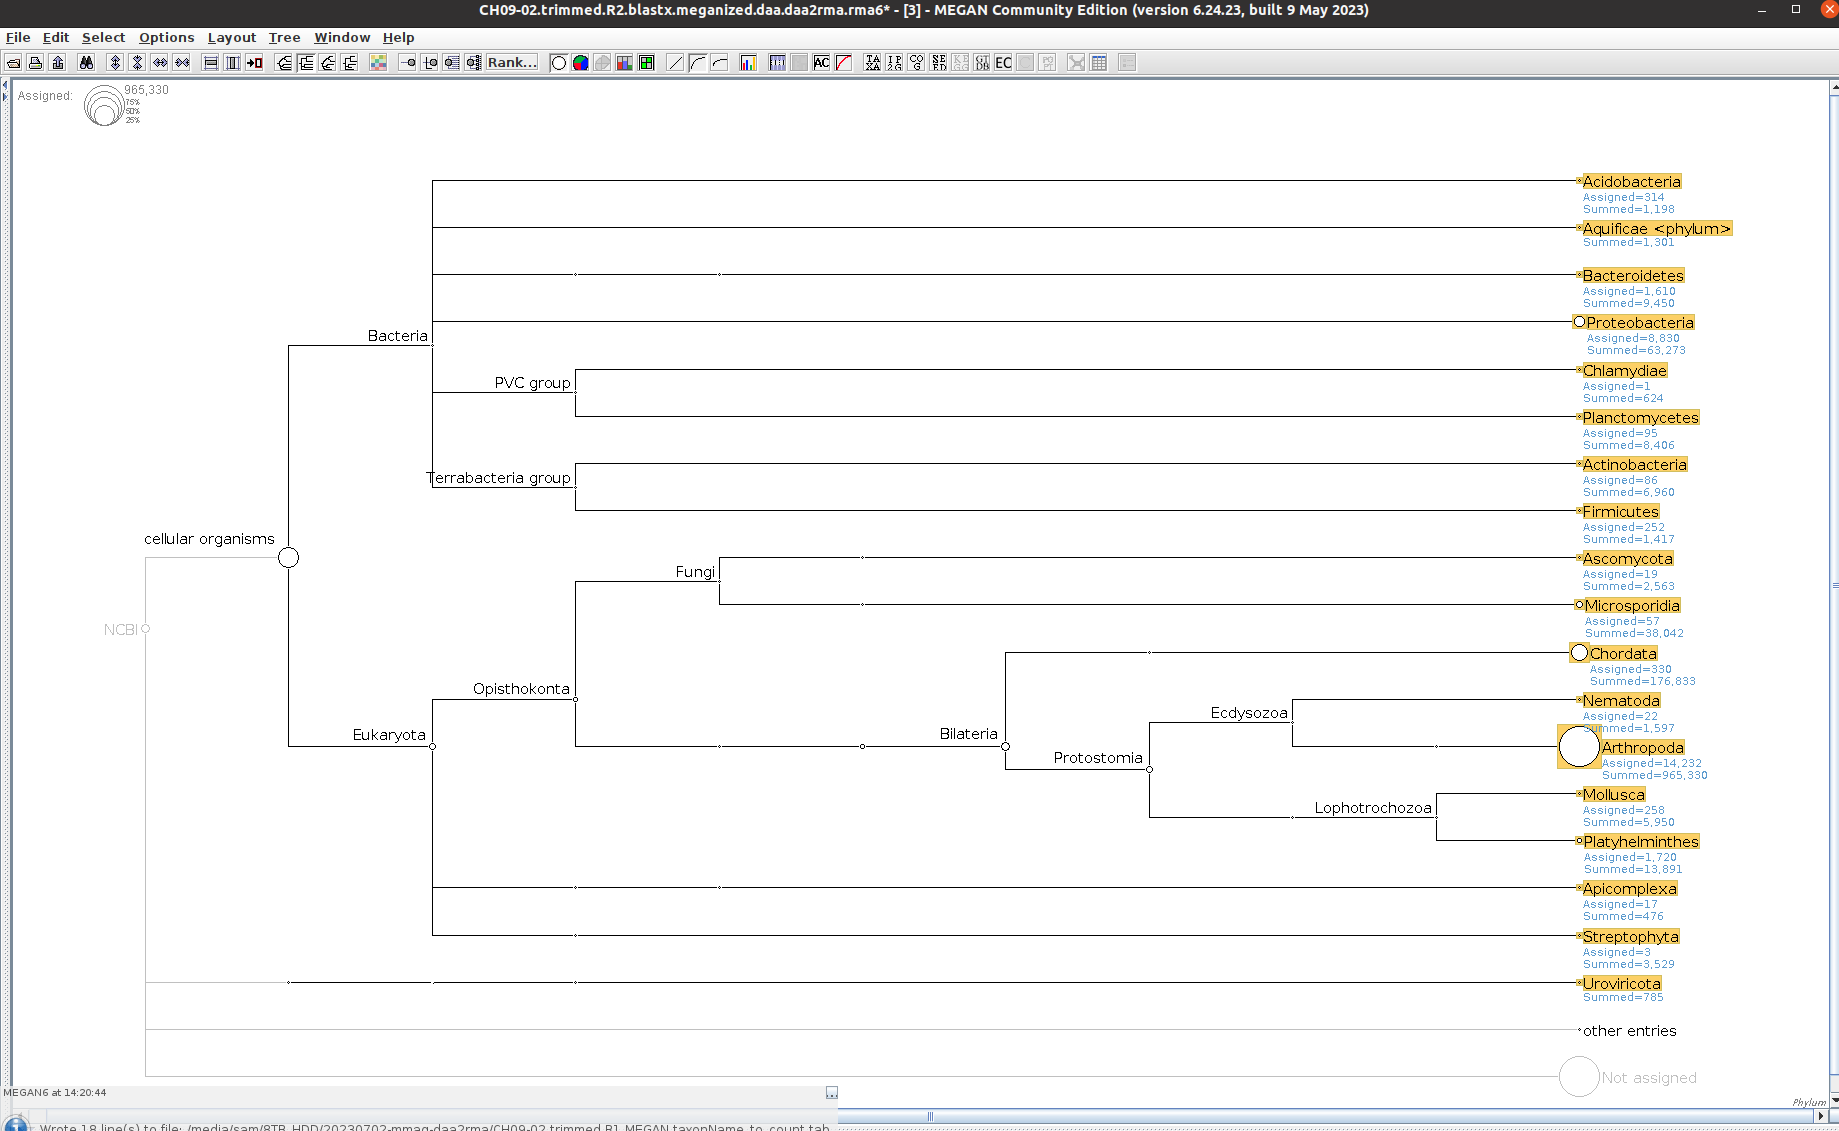 CH09-02.trimmed.R2.blastx.meganized.daa.daa2rma.rma6* - [3] - MEGAN Community Edition (version 6.24.23, built 9 May 2023)
File Edit Select Options Layout Tree Window Help
Rank...
AC
EC
Assigned:
965,330
75%
50%
25%
Acidobacteria
Assigned=314
Summed=1,198
Aquificae <phylum>
Summed=1,301
Bacteroidetes
Assigned=1,610
Summed=9,450
Proteobacteria
Assigned=8,830
Summed=63,273
Bacteria
Chlamydiae
Assigned=1
Summed=624
PVC group
Planctomycetes
Assigned=95
Summed=8,406
Actinobacteria
Assigned=86
Summed=6,960
Terrabacteria group
Firmicutes
Assigned=252
Summed=1,417
cellular organisms
Ascomycota
Assigned=19
Summed=2,563
Fungi
Microsporidia
Assigned=57
Summed=38,042
NCBI
Chordata
Assigned=330
Summed=176,833
Opisthokonta
Nematoda
Assigned=22
Summed=1,597
Ecdysozoa
Eukaryota
Bilateria
Arthropoda
Assigned=14,232
Summed=965,330
Protostomia
Mollusca
Assigned=258
Summed=5,950
Lophotrochozoa
Platyhelminthes
Assigned=1,720
Summed=13,891
Apicomplexa
Assigned=17
Summed=476
Streptophyta
Assigned=3
Summed=3,529
Uroviricota
Summed=785
other entries
Not assigned
MEGAN6 at 14:20:44
...
Phylum
Wrote 18 line(s) to file: /media/sam/8TB_HDD/20230702-mmag-daa2rma/CH09-02.trimmed.R1.MEGAN.taxonName_to_count.tab